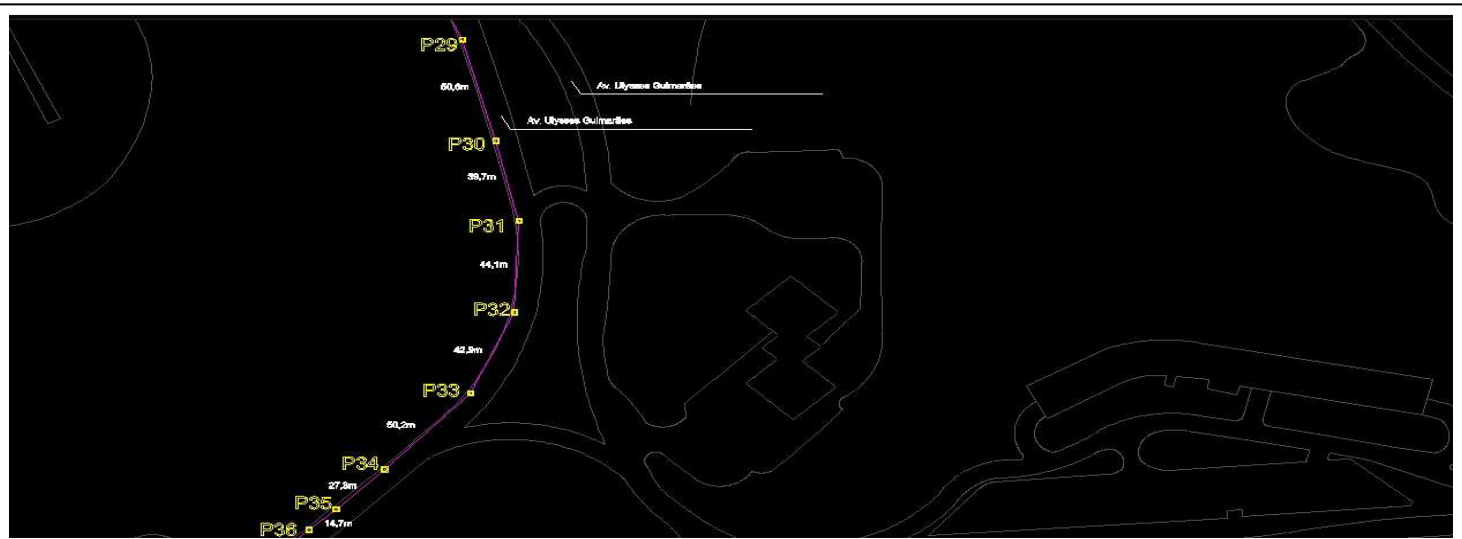 P29
50,6m
Av. Ulysses Guimarães
Av. Ulysses Guimarães
P30
39,7m
P31
44,1m
P32
42,9m
P33
50,2m
P34
27,3m
P35
14,7m
P36